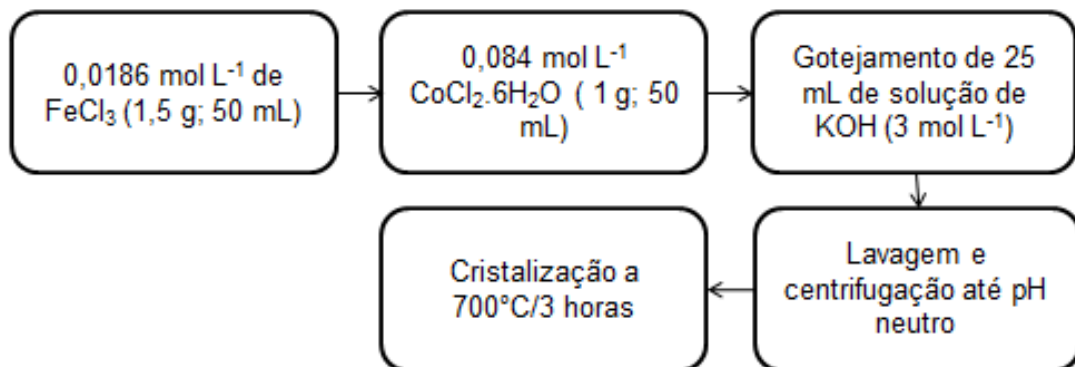 0,0186 mol L⁻¹ de
FeCl₃ (1,5 g; 50 mL)
0,084 mol L⁻¹
CoCl₂.6H₂O ( 1 g; 50
mL)
Gotejamento de 25
mL de solução de
KOH (3 mol L⁻¹)
Lavagem e
centrifugação até pH
neutro
Cristalização a
700°C/3 horas